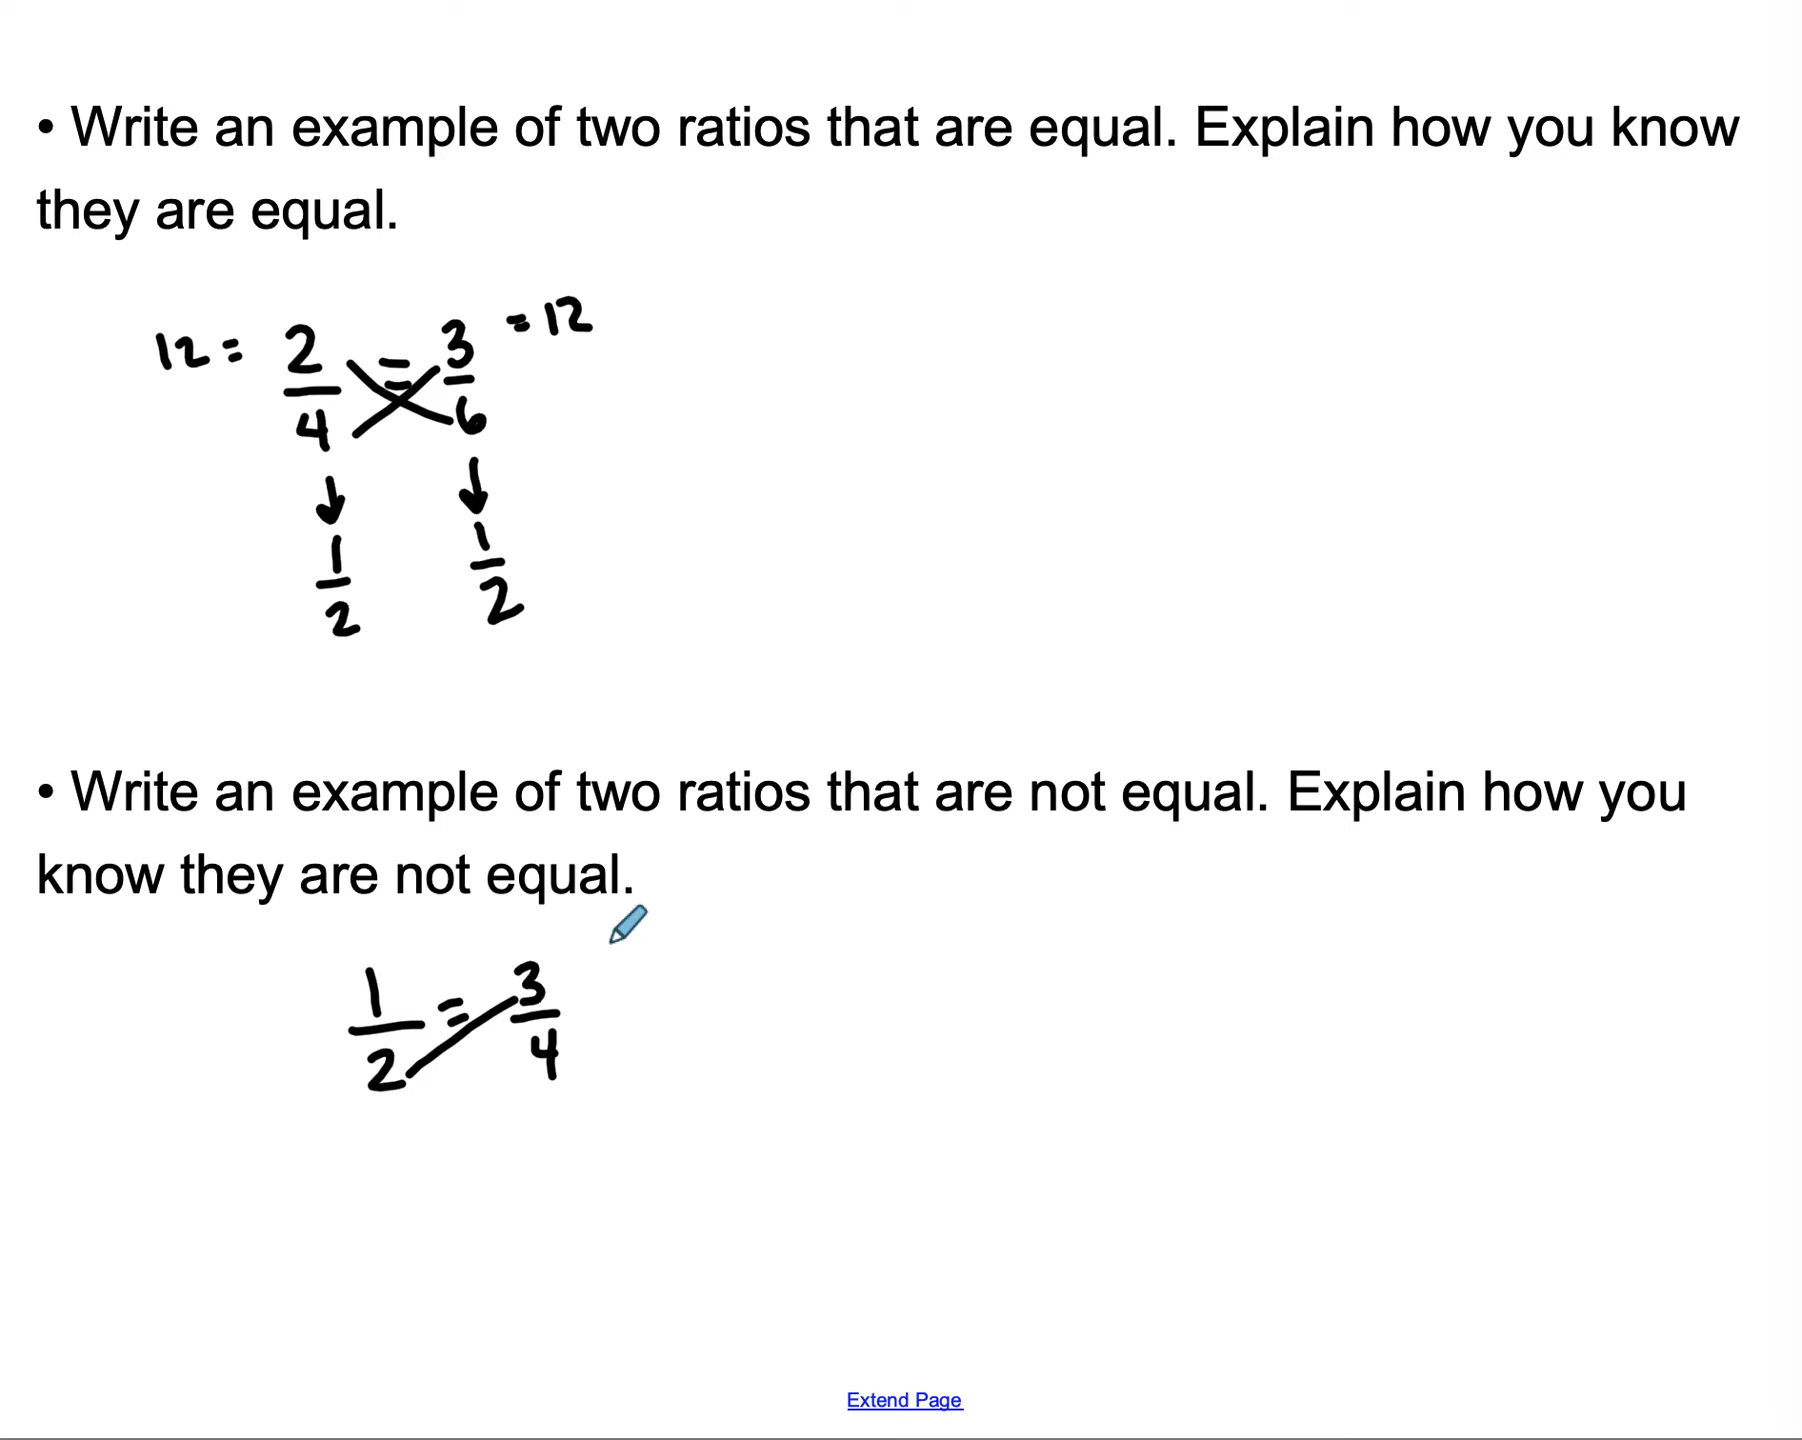 • Write an example of two ratios that are equal. Explain how you know
they are equal.
12 = 2/4 = 3/6 = 12
↓ ↓
1/2 1/2
• Write an example of two ratios that are not equal. Explain how you
know they are not equal.
1/2 = 3/4
Extend Page